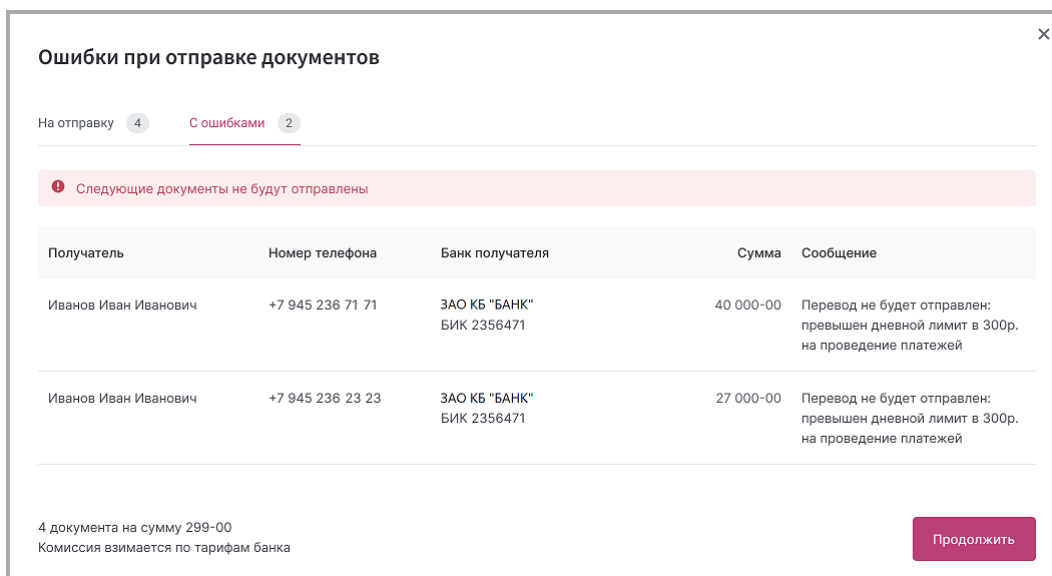 Ошибки при отправке документов
На отправку 4 С ошибками 2
Следующие документы не будут отправлены
Получатель Номер телефона Банк получателя Сумма Сообщение
Иванов Иван Иванович +7 945 236 71 71 ЗАО КБ "БАНК" 40 000-00 Перевод не будет отправлен:
БИК 2356471 превышен дневной лимит в 300р.
на проведение платежей
Иванов Иван Иванович +7 945 236 23 23 ЗАО КБ "БАНК" 27 000-00 Перевод не будет отправлен:
БИК 2356471 превышен дневной лимит в 300р.
на проведение платежей
4 документа на сумму 299-00
Комиссия взимается по тарифам банка
Продолжить